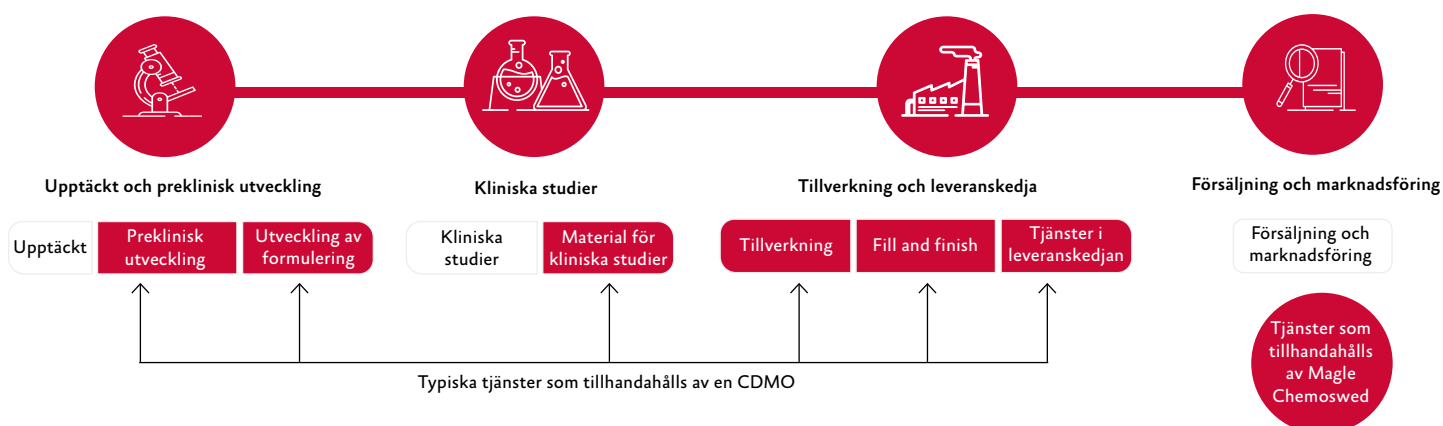 Upptäckt och preklinisk utveckling
Kliniska studier
Tillverkning och leveranskedja
Försäljning och marknadsföring
Upptäckt
Preklinisk
utveckling
Utveckling av
formulering
Kliniska
studier
Material för
kliniska studier
Tillverkning
Fill and finish
Tjänster i
leveranskedjan
Försäljning och
marknadsföring
Typiska tjänster som tillhandahålls av en CDMO
Tjänster som
tillhandahålls
av Magle
Chemoswed